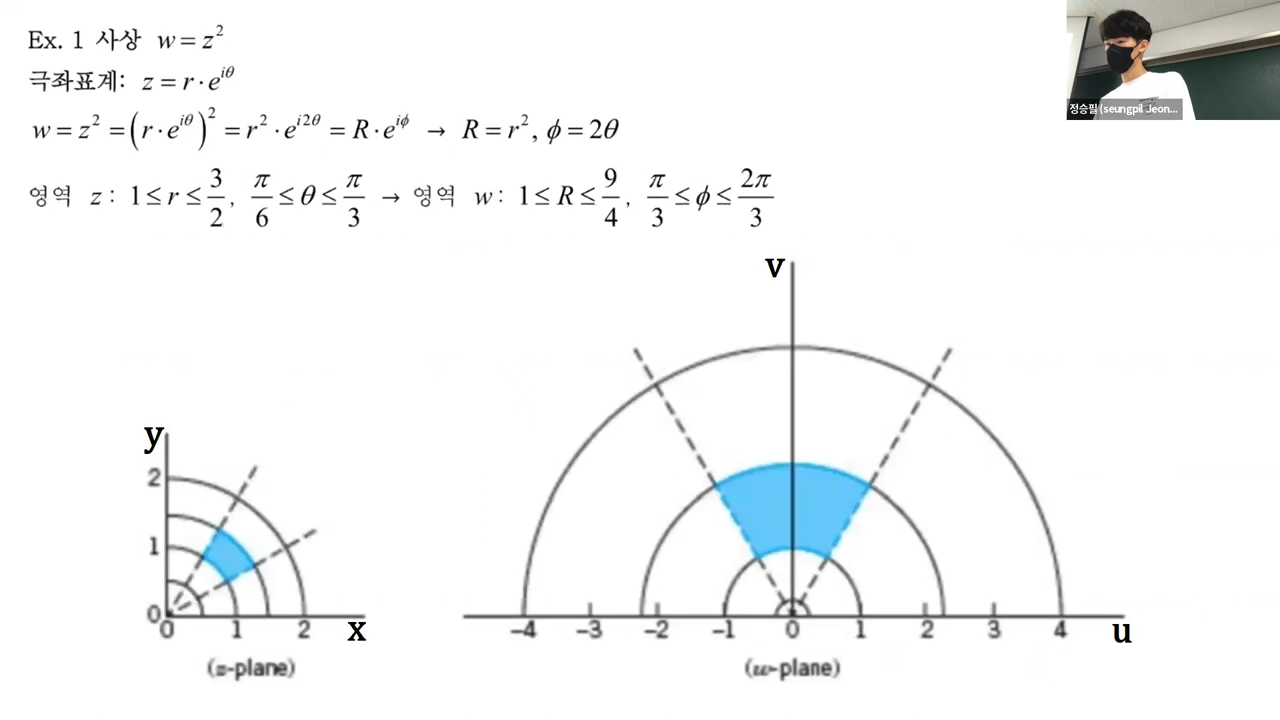 Ex. 1 사상 w = z²
극좌표계: z = r·e^{iθ}
w = z² = (r·e^{iθ})² = r²·e^{i2θ} = R·e^{iϕ} → R = r², ϕ = 2θ
영역 z: 1 ≤ r ≤ 3/2, π/6 ≤ θ ≤ π/3 → 영역 w: 1 ≤ R ≤ 9/4, π/3 ≤ ϕ ≤ 2π/3
정승필 (seungpil Jeon...
y
2
1
0
0 1 2 x
(z-plane)
v
-4 -3 -2 -1 0 1 2 3 4 u
(w-plane)